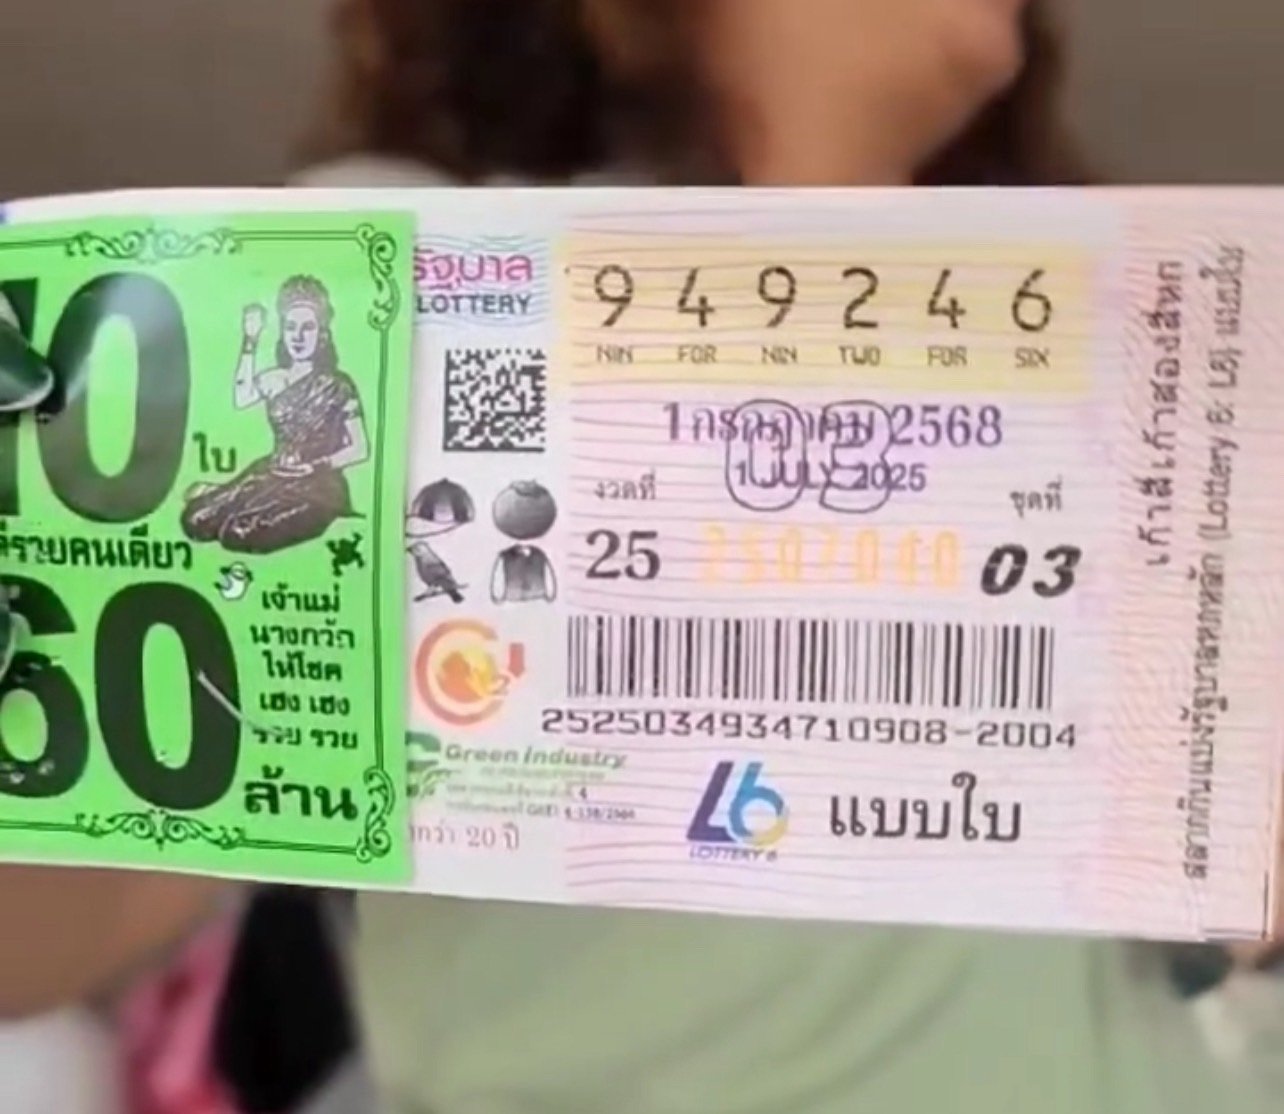 10
ใบ
รวยคนเดียว
60
เจ้าแม่
นางกวัก
ให้โชค
เฮง เฮง
รวย รวย
ล้าน
รัฐบาล
LOTTERY
9 4 9 2 4 6
NIN FOR NIN TWO FOR SIX
1 กรกฎาคม 2568
03
1 JULY 2025
งวดที่
ชุดที่
25
2507040
03
2525034934710908-2004
Green Industry
กว่า 20 ปี
L6
LOTTERY 6
แบบใบ
เก้าสี่เก้าสองสี่หก
สลากกินแบ่งรัฐบาลหกหลัก (Lottery 6: L6) แบบใบ